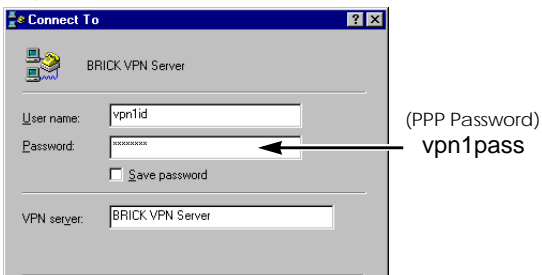 Connect To
BRICK VPN Server
User name: vpn1id
Password: xxxxxxxx
(PPP Password)
vpn1pass
Save password
VPN server: BRICK VPN Server